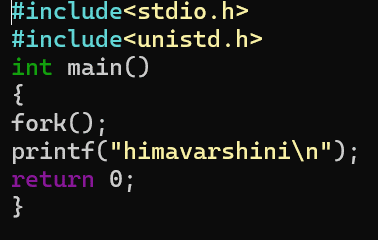 #include<stdio.h>
#include<unistd.h>
int main()
{
fork();
printf("himavarshini\n");
return 0;
}